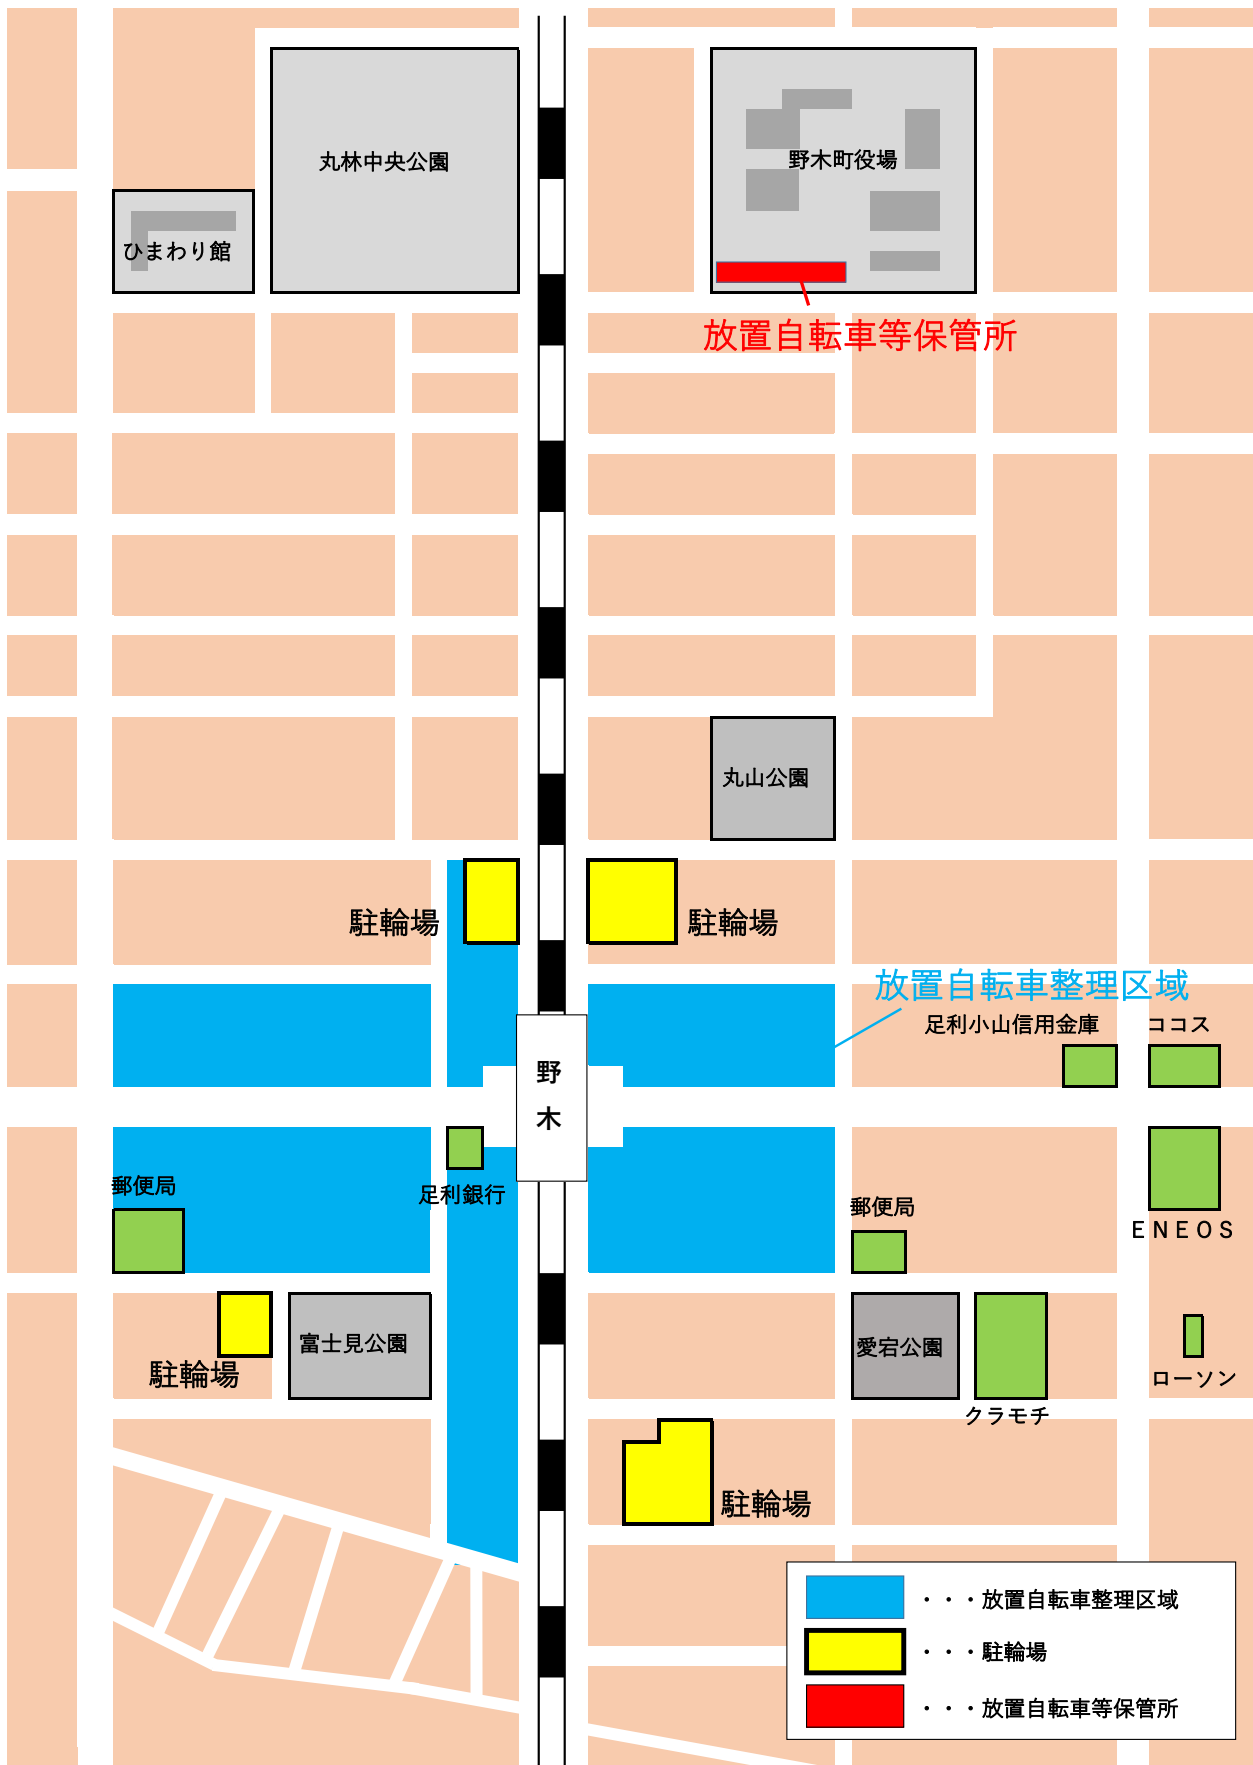 丸林中央公園
野木町役場
ひまわり館
放置自転車等保管所
丸山公園
駐輪場
駐輪場
放置自転車整理区域
足利小山信用金庫
ココス
野
木
郵便局
足利銀行
郵便局
ＥＮＥＯＳ
富士見公園
愛宕公園
駐輪場
ローソン
クラモチ
駐輪場
・・・放置自転車整理区域
・・・駐輪場
・・・放置自転車等保管所